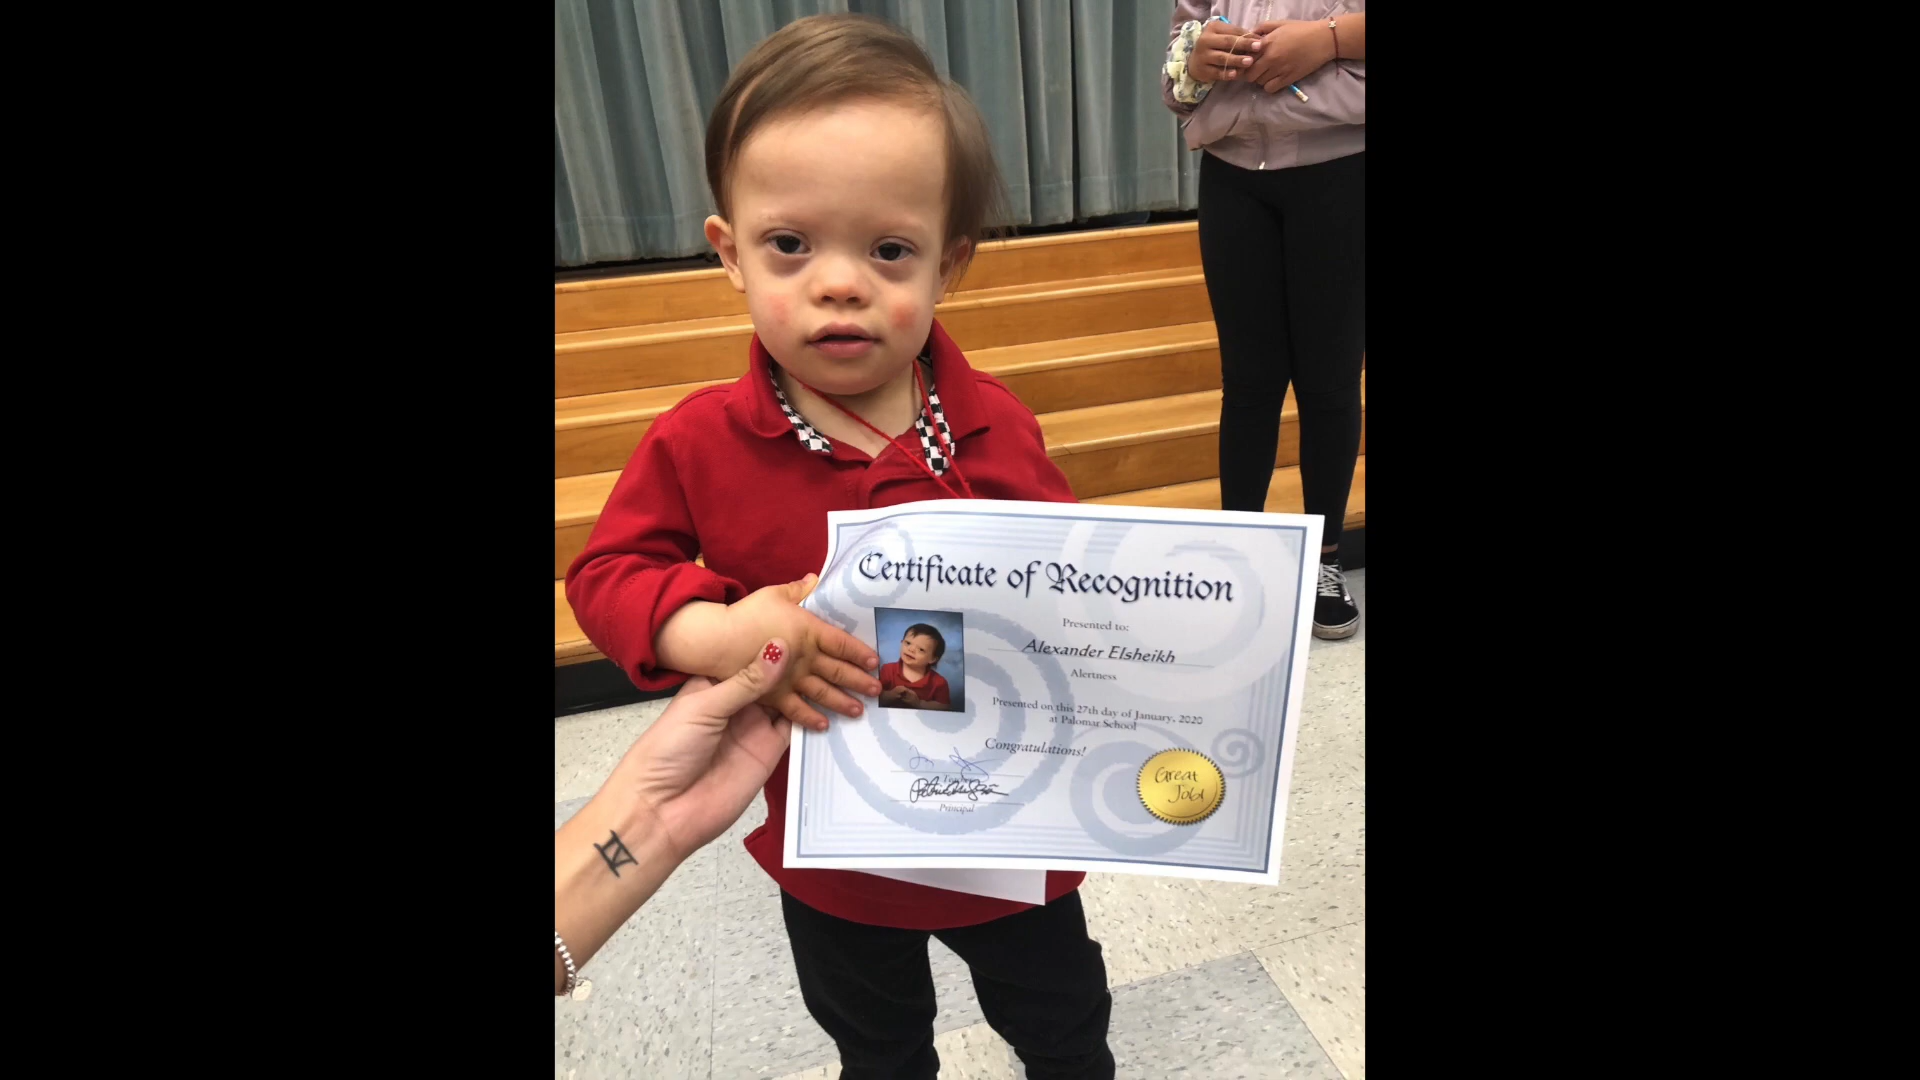 Certificate of Recognition
Presented to:
Alexander Elsheikh
Alertness
Presented on this 27th day of January, 2020
at Palomar School
Congratulations!
Principal
Great
Job!
IV